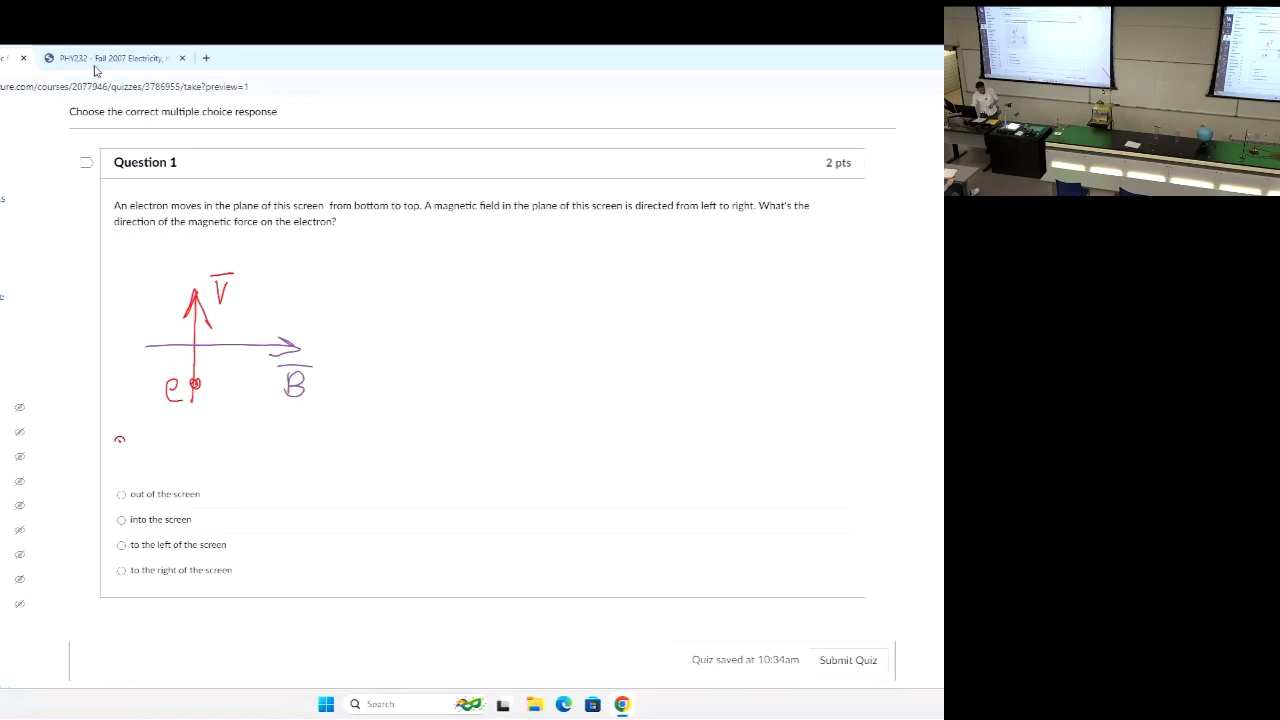 PHY232 - Fields, Electricity,
ure.com/courses/2077946/quizzes/3786955/take?preview=1
Choose the correct multiple choice response
Question 1
2 pts
An electron moves in the plane of this screen from bottom to top. A magnetic field in the plane of this screen is directed from left to right. What's the
direction of the magnetic force on the electron?
V
B
e
out of the screen
into the screen
to the left of the screen
to the right of the screen
Quiz saved at 10:34am
Submit Quiz
Search